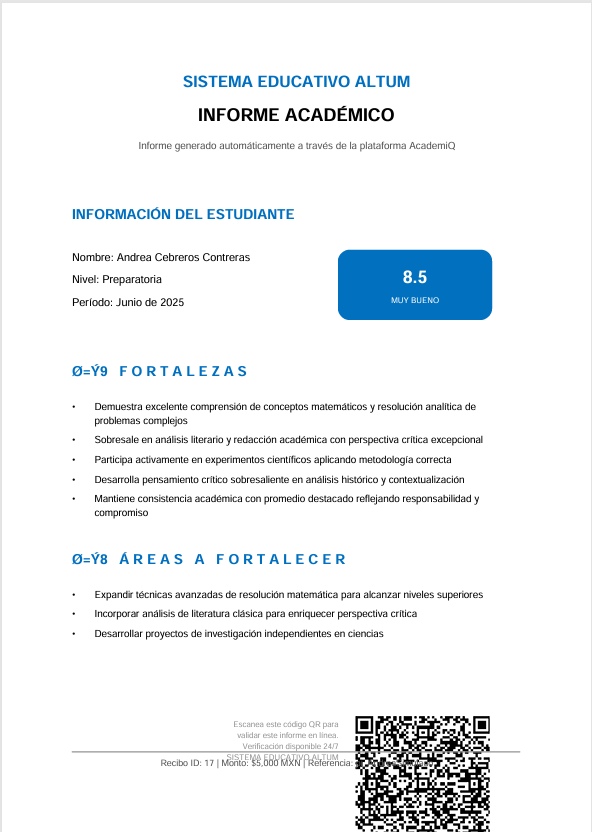 SISTEMA EDUCATIVO ALTUM
INFORME ACADÉMICO
Informe generado automáticamente a través de la plataforma AcademiQ
INFORMACIÓN DEL ESTUDIANTE
Nombre: Andrea Cebreros Contreras
Nivel: Preparatoria
Período: Junio de 2025
8.5
MUY BUENO
Ø=Ý9 FORTALEZAS
• Demuestra excelente comprensión de conceptos matemáticos y resolución analítica de
problemas complejos
• Sobresale en análisis literario y redacción académica con perspectiva crítica excepcional
• Participa activamente en experimentos científicos aplicando metodología correcta
• Desarrolla pensamiento crítico sobresaliente en análisis histórico y contextualización
• Mantiene consistencia académica con promedio destacado reflejando responsabilidad y
compromiso
Ø=Ý8 ÁREAS A FORTALECER
• Expandir técnicas avanzadas de resolución matemática para alcanzar niveles superiores
• Incorporar análisis de literatura clásica para enriquecer perspectiva crítica
• Desarrollar proyectos de investigación independientes en ciencias
Escanea este código QR para
validar este informe en línea.
Verificación disponible 24/7
SISTEMA EDUCATIVO ALTUM
Recibo ID: 17 | Monto: $5,000 MXN | Referencia: